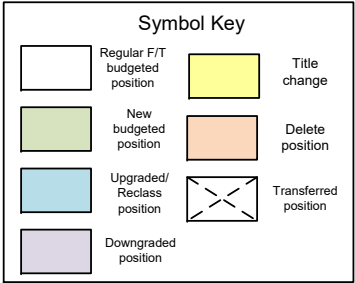 Symbol Key
Regular F/T
budgeted
position
New
budgeted
position
Upgraded/
Reclass
position
Downgraded
position
Title
change
Delete
position
Transferred
position